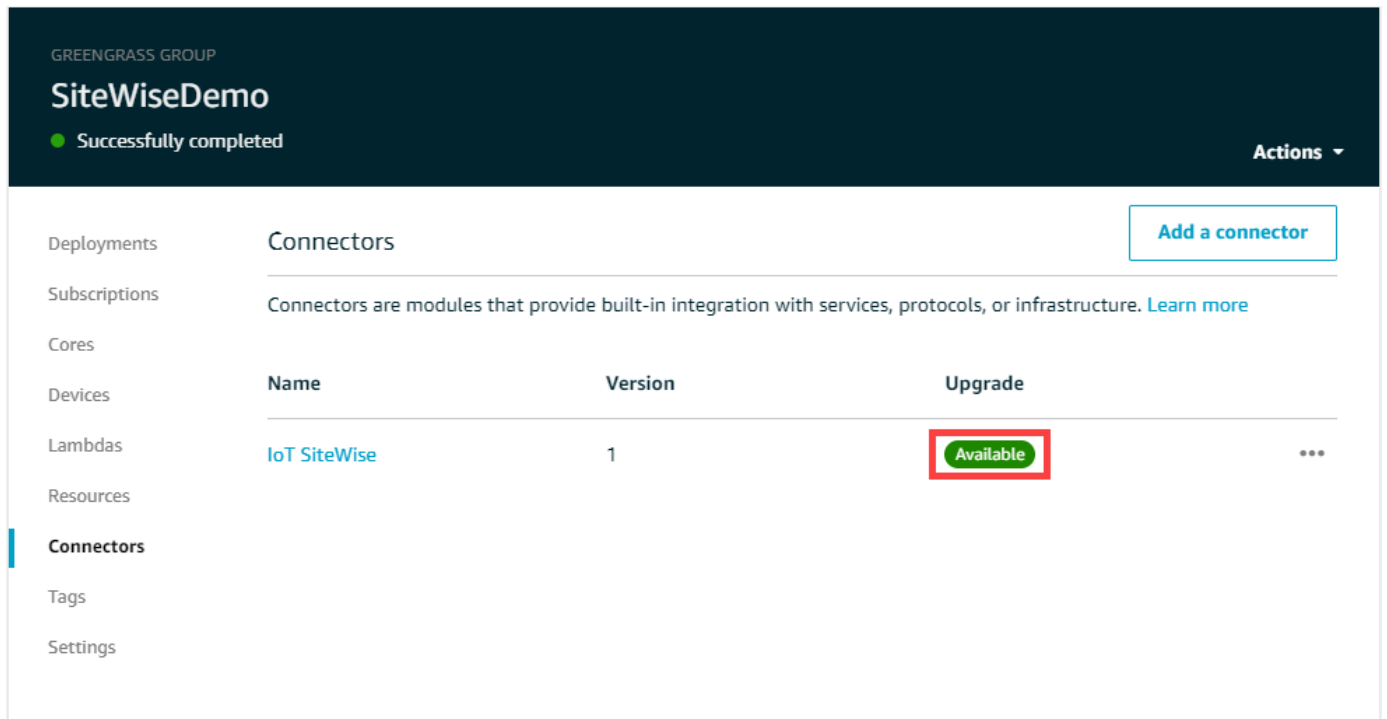 GREENGRASS GROUP
SiteWiseDemo
Successfully completed
Actions
Deployments
Subscriptions
Cores
Devices
Lambdas
Resources
Connectors
Tags
Settings
Connectors
Add a connector
Connectors are modules that provide built-in integration with services, protocols, or infrastructure. Learn more
Name Version Upgrade
IoT SiteWise 1 Available